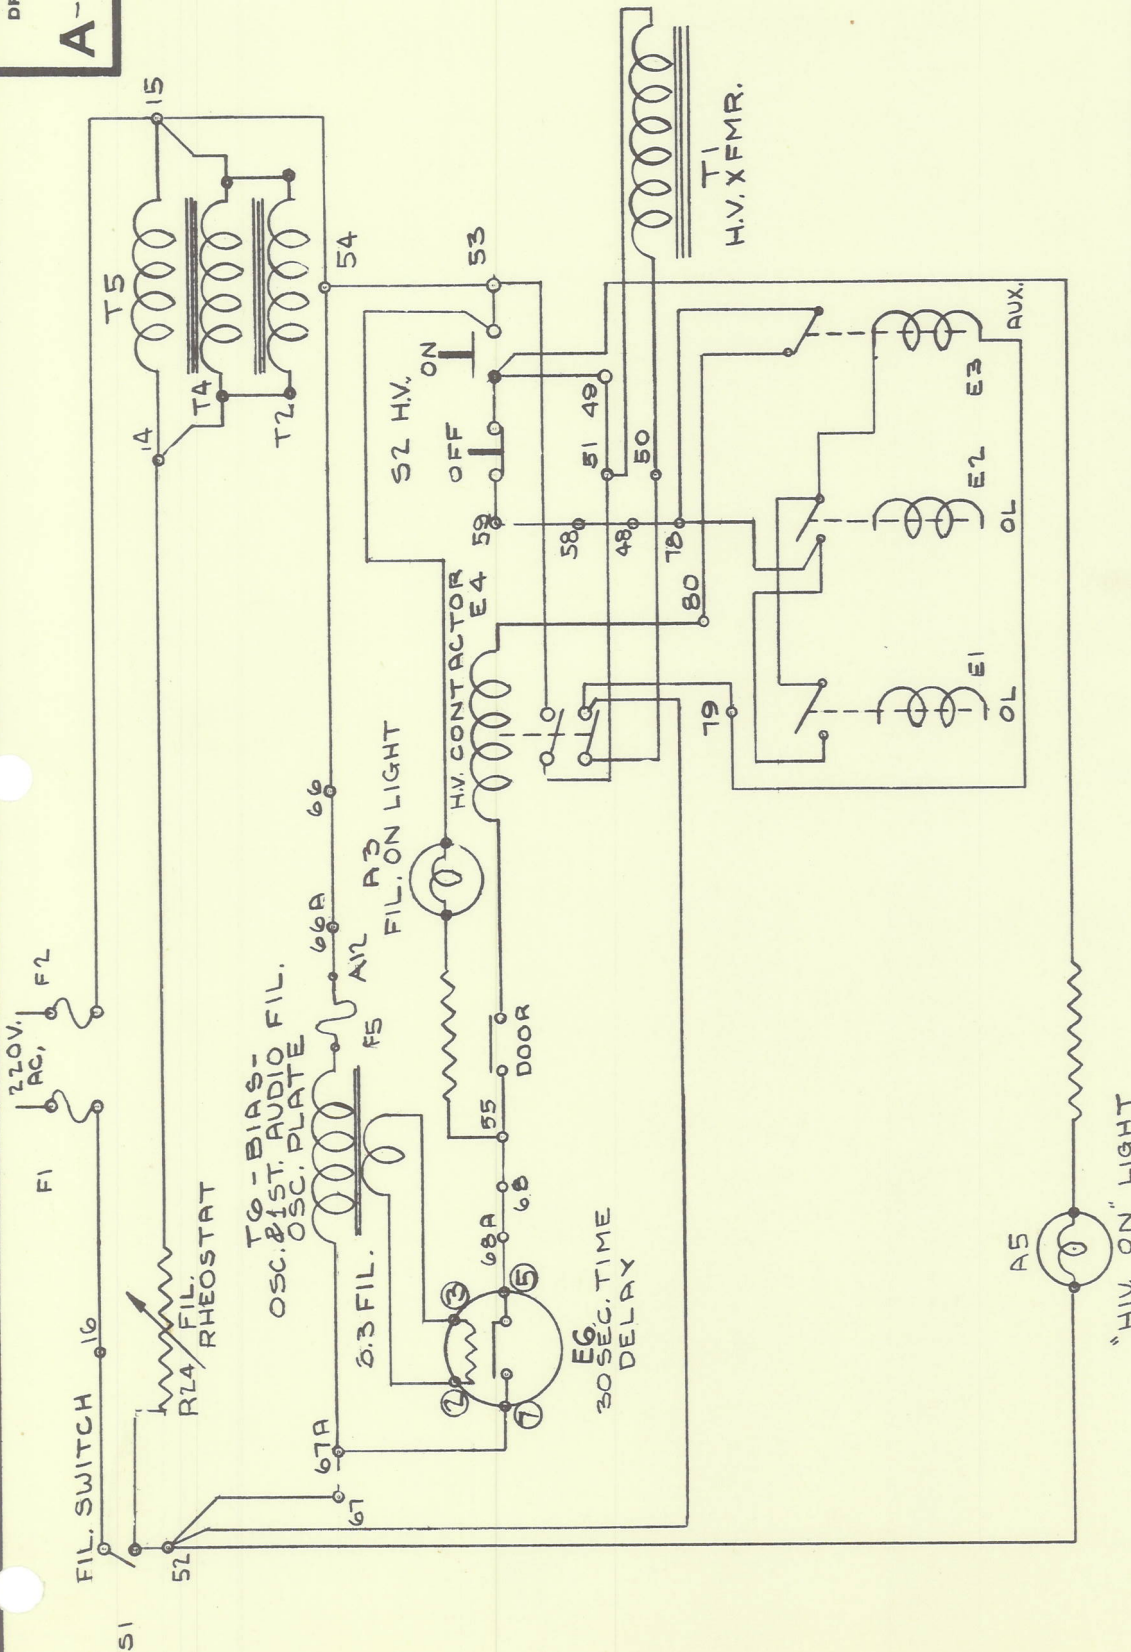 A-
S1
FIL. SWITCH
16
52
F1
220V.
AC,
F2
R24
FIL.
RHEOSTAT
14
T5
15
T4
T2
54
67
67A
T6 - BIAS-
OSC. & 1ST. AUDIO FIL.
OSC. PLATE
F5
A12
66A
66
6.3 FIL.
2
3
7
5
E6
30 SEC. TIME
DELAY
68A
68
55
DOOR
A3
FIL. ON LIGHT
H.V. CONTACTOR
E4
S2 H.V.
OFF
ON
53
59
58
48
78
51
49
50
80
79
T1
H.V. XFMR.
E1
OL
E2
OL
E3
AUX.
A5
"H.V. ON" LIGHT